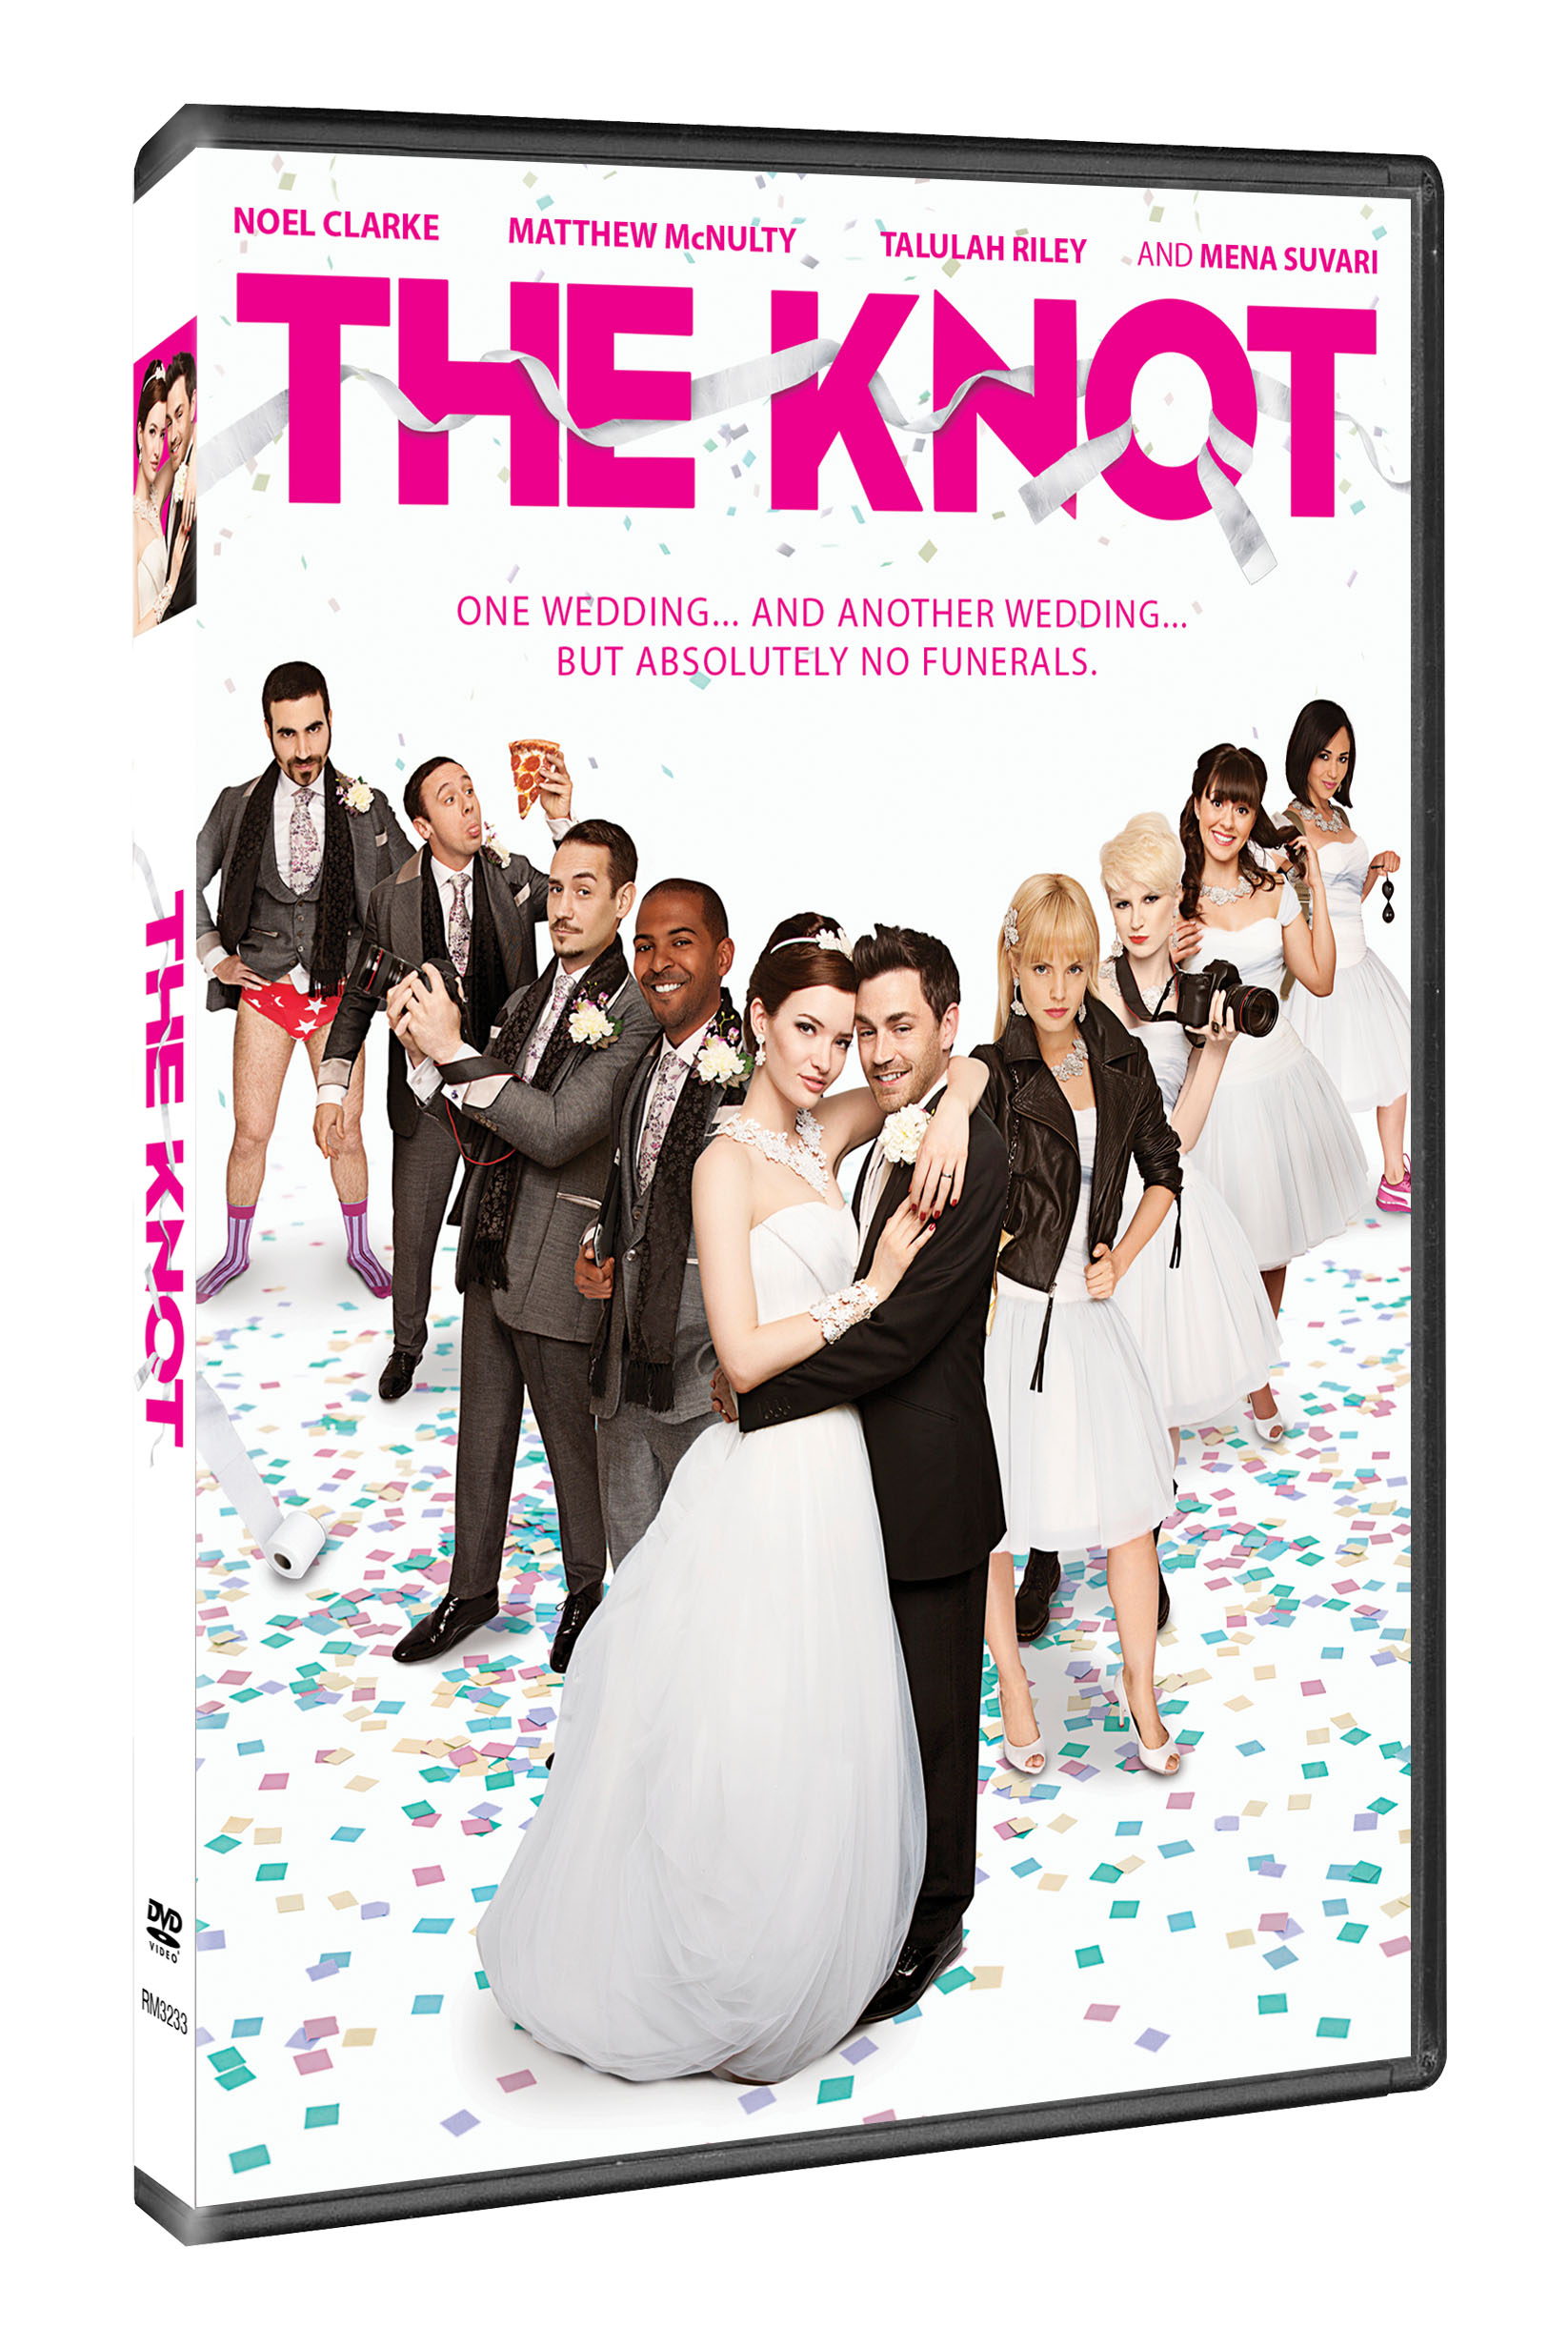 NOEL CLARKE MATTHEW McNULTY TALULAH RILEY AND MENA SUVARI
THE KNOT
ONE WEDDING... AND ANOTHER WEDDING...
BUT ABSOLUTELY NO FUNERALS.
THE KNOT
DVD
VIDEO
RM3233